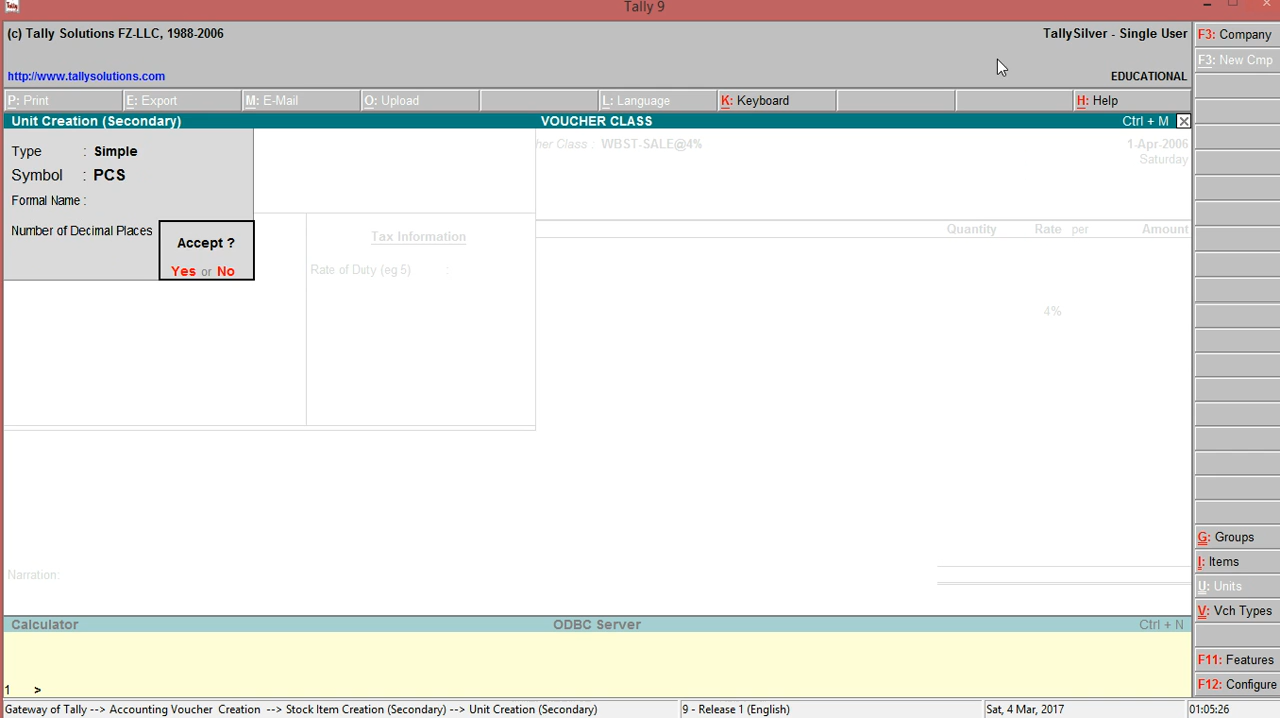 Tally
Tally 9
(c) Tally Solutions FZ-LLC, 1988-2006
TallySilver - Single User
F3: Company
http://www.tallysolutions.com
EDUCATIONAL
F3: New Cmp
P: Print
E: Export
M: E-Mail
O: Upload
L: Language
K: Keyboard
H: Help
Unit Creation (Secondary)
VOUCHER CLASS
Ctrl + M
Type : Simple
her Class : WBST-SALE@4%
1-Apr-2006
Saturday
Symbol : PCS
Formal Name :
Number of Decimal Places
Accept ?
Yes or No
Tax Information
Rate of Duty (eg 5) :
Quantity Rate per Amount
4%
G: Groups
I: Items
U: Units
V: Vch Types
Narration:
Calculator
ODBC Server
Ctrl + N
F11: Features
F12: Configure
1 >
Gateway of Tally --> Accounting Voucher Creation --> Stock Item Creation (Secondary) --> Unit Creation (Secondary)
9 - Release 1 (English)
Sat, 4 Mar, 2017
01:05:26